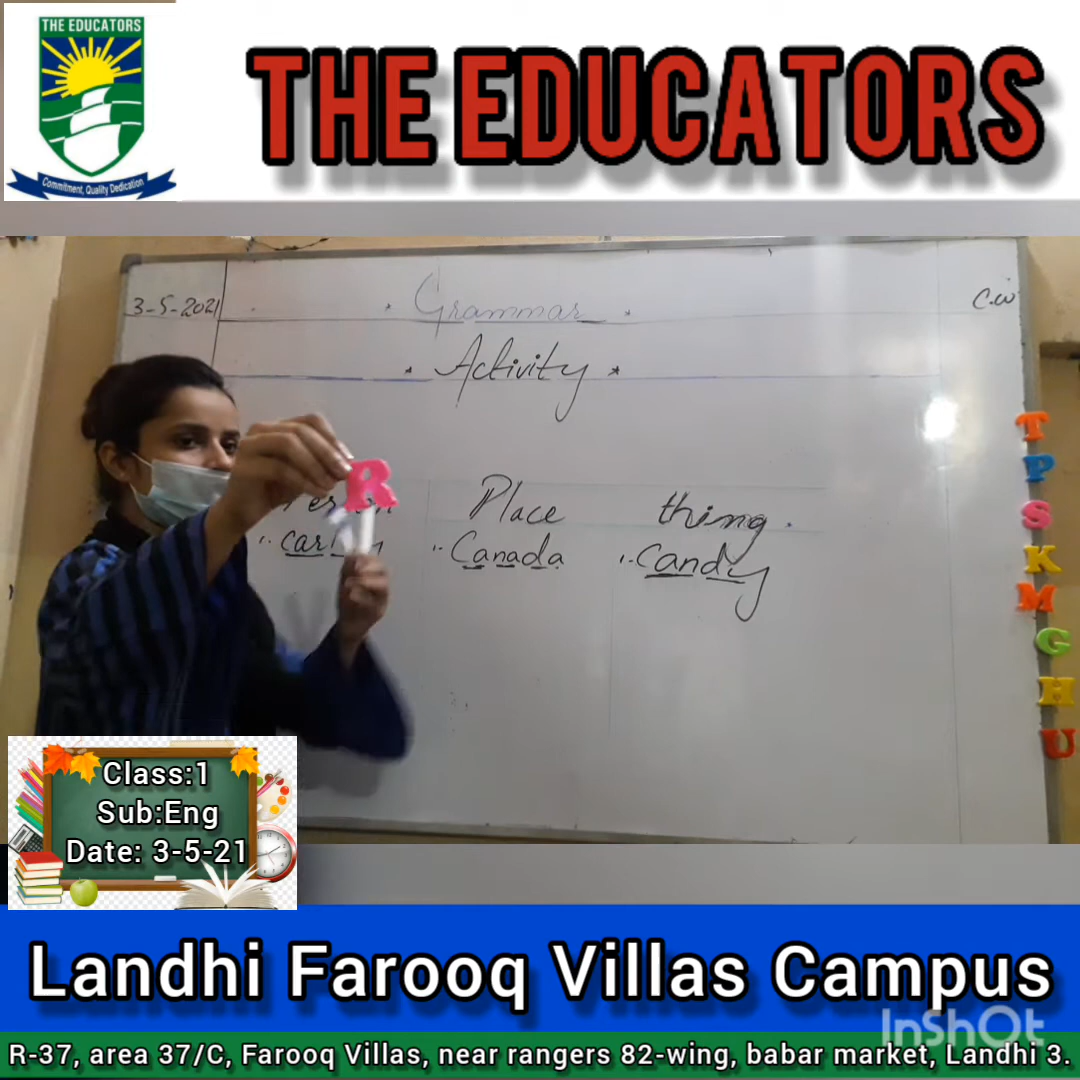 THE EDUCATORS
Commitment, Quality Dedication
THE EDUCATORS
3-5-2021
Grammar
C.W
Activity
Place thing.
Canada Candy
R
T
P
S
K
M
G
H
U
Class:1
Sub:Eng
Date: 3-5-21
Landhi Farooq Villas Campus
InShOt
R-37, area 37/C, Farooq Villas, near rangers 82-wing, babar market, Landhi 3.